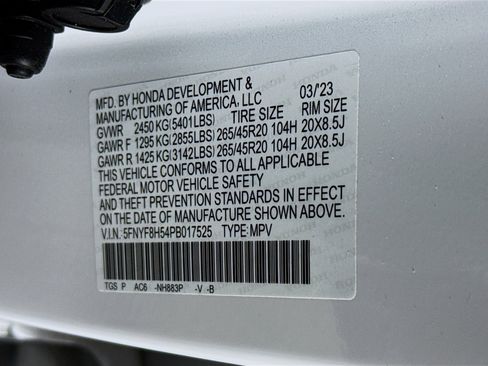 MFD. BY HONDA DEVELOPMENT & 03/'23
MANUFACTURING OF AMERICA, LLC
GVWR 2450 KG(5401LBS) TIRE SIZE RIM SIZE
GAWR F 1295 KG(2855LBS) 265/45R20 104H 20X8.5J
GAWR R 1425 KG(3142LBS) 265/45R20 104H 20X8.5J
THIS VEHICLE CONFORMS TO ALL APPLICABLE
FEDERAL MOTOR VEHICLE SAFETY
AND THEFT PREVENTION STANDARDS IN EFFECT
ON THE DATE OF MANUFACTURE SHOWN ABOVE.
V.I.N.: 5FNYF8H54PB017525 TYPE: MPV
TGS P AC6 -NH883P -V -B